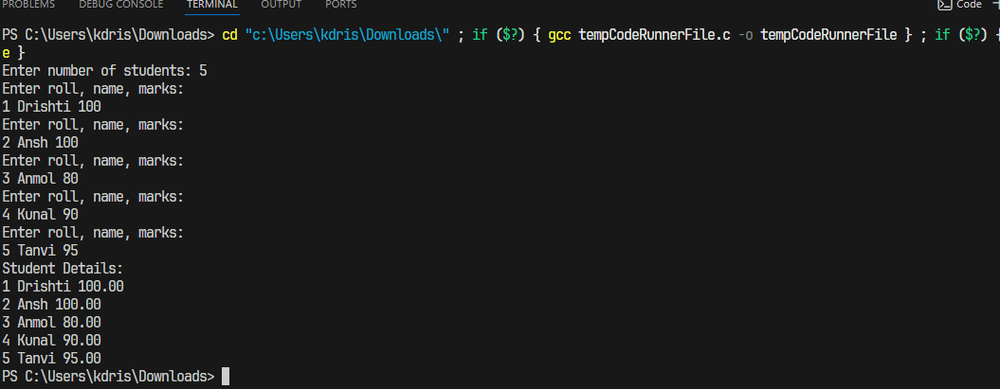 PROBLEMS DEBUG CONSOLE TERMINAL OUTPUT PORTS Code
PS C:\Users\kdris\Downloads> cd "c:\Users\kdris\Downloads\" ; if ($?) { gcc tempCodeRunnerFile.c -o tempCodeRunnerFile } ; if ($?) {
e }
Enter number of students: 5
Enter roll, name, marks:
1 Drishti 100
Enter roll, name, marks:
2 Ansh 100
Enter roll, name, marks:
3 Anmol 80
Enter roll, name, marks:
4 Kunal 90
Enter roll, name, marks:
5 Tanvi 95
Student Details:
1 Drishti 100.00
2 Ansh 100.00
3 Anmol 80.00
4 Kunal 90.00
5 Tanvi 95.00
PS C:\Users\kdris\Downloads>